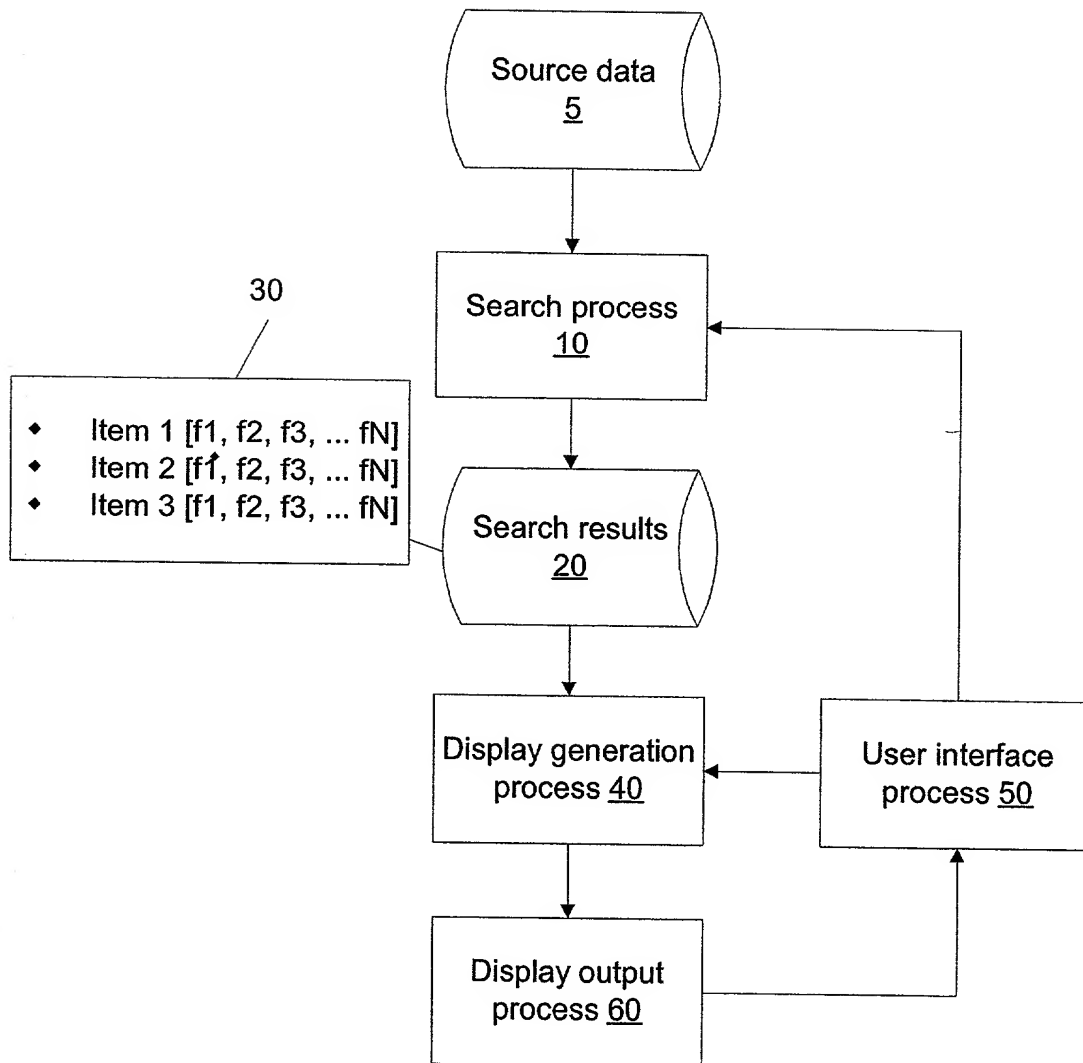 Source data
5
Search process
10
30
◆ Item 1 [f1, f2, f3, ... fN]
◆ Item 2 [f1, f2, f3, ... fN]
◆ Item 3 [f1, f2, f3, ... fN]
Search results
20
Display generation
process 40
User interface
process 50
Display output
process 60